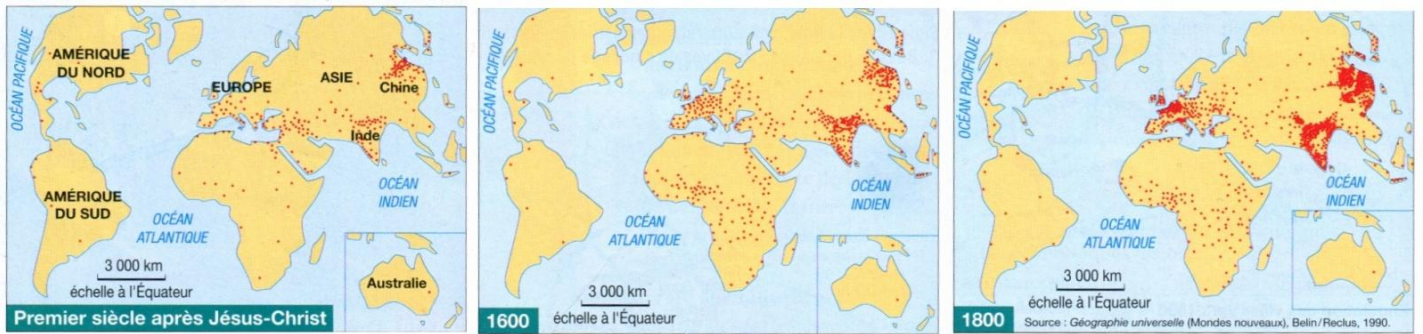 OCÉAN PACIFIQUE
AMÉRIQUE
DU NORD
EUROPE
ASIE
Chine
Inde
AMÉRIQUE
DU SUD
OCÉAN
ATLANTIQUE
OCÉAN
INDIEN
3 000 km
échelle à l'Équateur
Australie
Premier siècle après Jésus-Christ
OCÉAN PACIFIQUE
OCÉAN
INDIEN
OCÉAN
ATLANTIQUE
3 000 km
échelle à l'Équateur
1600
OCÉAN PACIFIQUE
OCÉAN
INDIEN
OCÉAN
ATLANTIQUE
3 000 km
échelle à l'Équateur
1800
Source : Géographie universelle (Mondes nouveaux), Belin/Reclus, 1990.